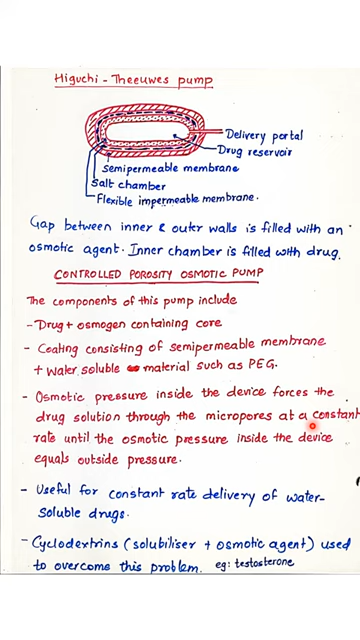 Higuchi - Theeuwes pump
Delivery portal
Drug reservoir
Semipermeable membrane
Salt chamber
Flexible impermeable membrane.
Gap between inner & outer walls is filled with an
osmotic agent. Inner chamber is filled with drug.
CONTROLLED POROSITY OSMOTIC PUMP
The components of this pump include
- Drug + osmogen containing core
- Coating consisting of semipermeable membrane
+ water soluble material such as PEG.
- Osmotic pressure inside the device forces the
drug solution through the micropores at a constant
rate until the osmotic pressure inside the device
equals outside pressure.
- Useful for constant rate delivery of water-
soluble drugs.
- Cyclodextrins (solubiliser + osmotic agent) used
to overcome this problem. eg: testosterone